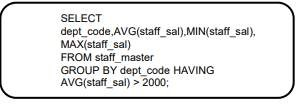 SELECT
dept_code,AVG(staff_sal),MIN(staff_sal),
MAX(staff_sal)
FROM staff_master
GROUP BY dept_code HAVING
AVG(staff_sal) > 2000;